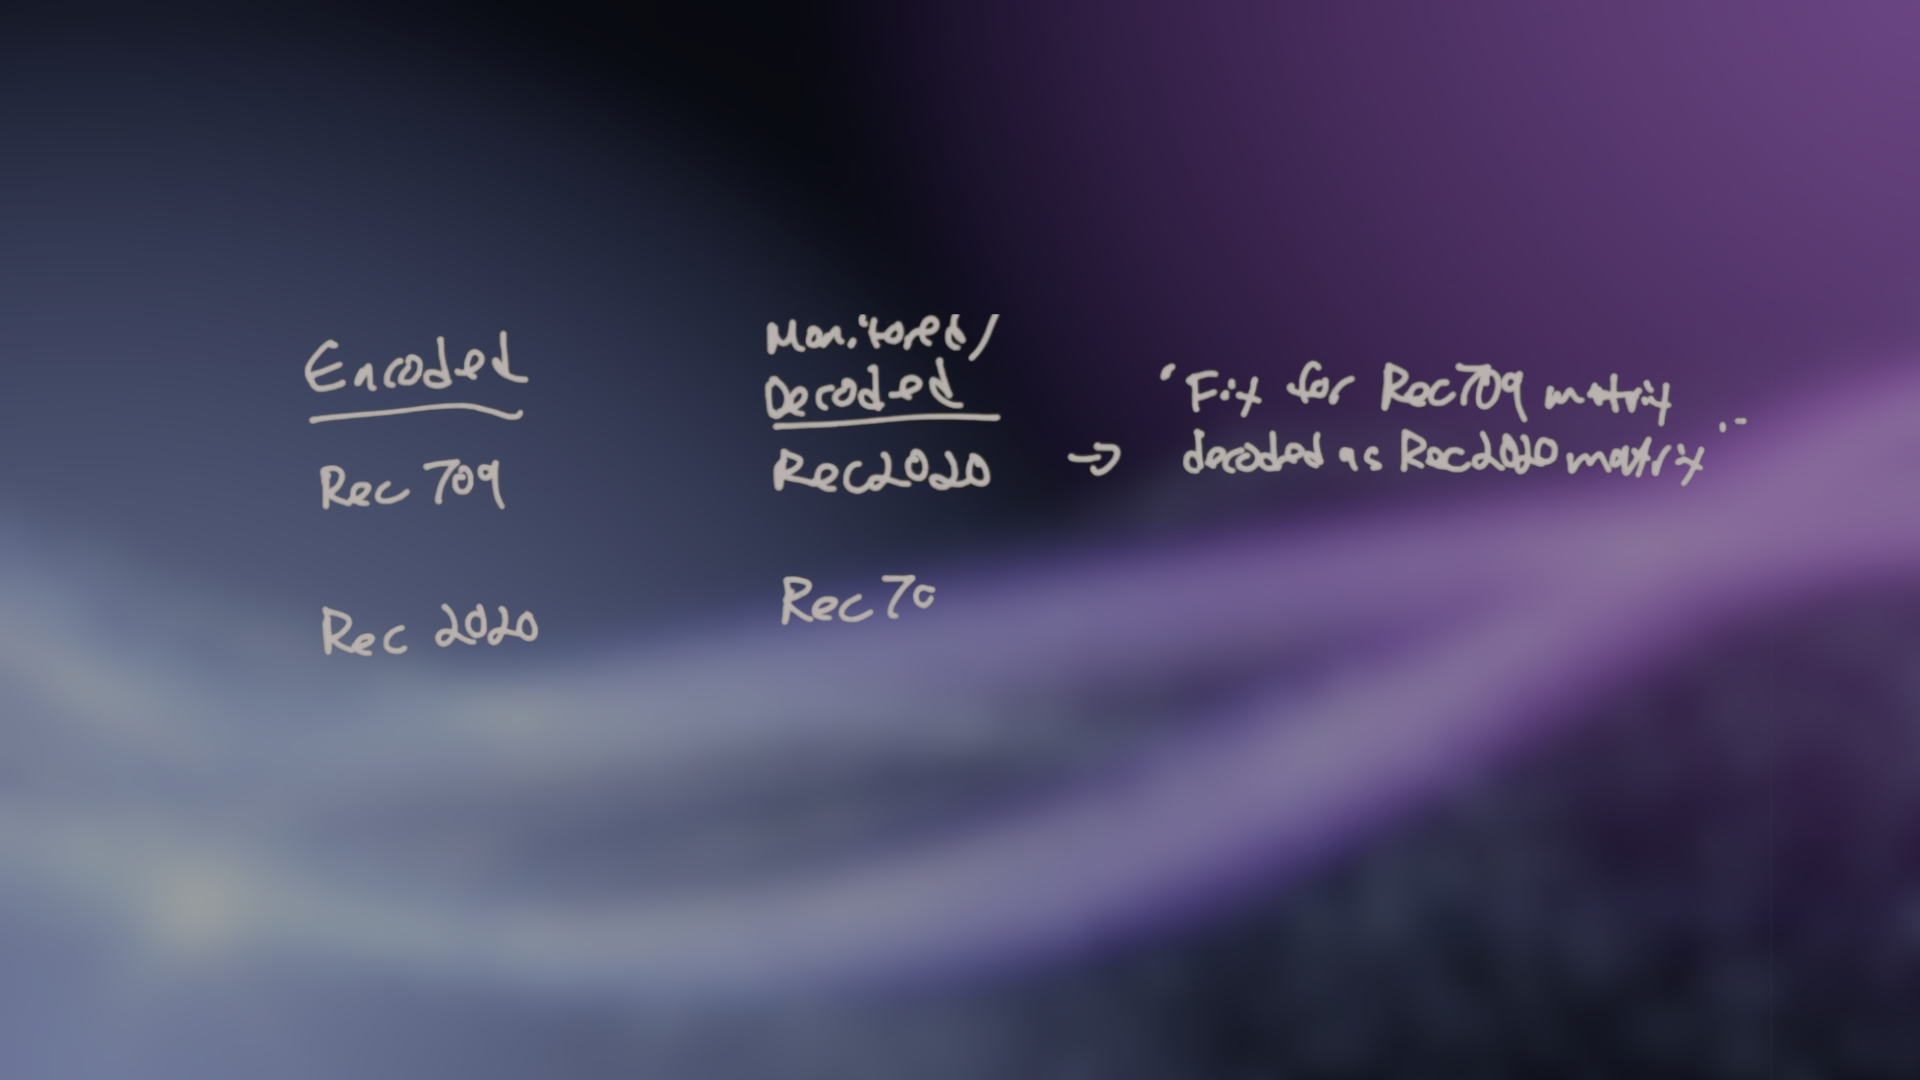 Encoded
Monitored/
Decoded
Rec 709
Rec2020
→
"Fix for Rec709 matrix
decoded as Rec2020 matrix"
Rec 2020
Rec 70